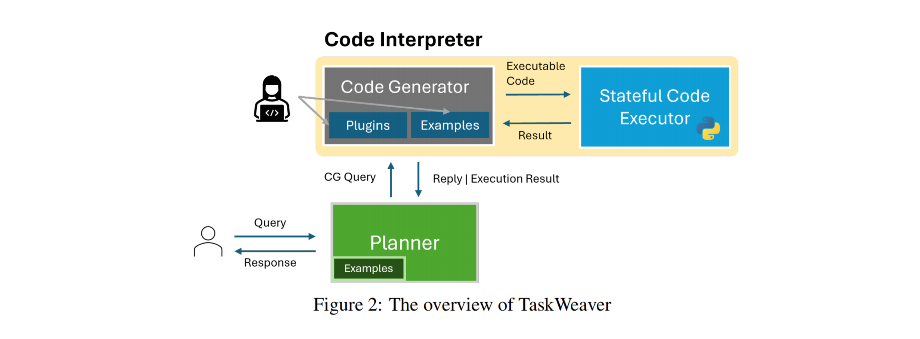 Code Interpreter
Code Generator
Plugins
Examples
Executable
Code
Result
Stateful Code
Executor
</>
CG Query
Reply | Execution Result
Query
Response
Planner
Examples
Figure 2: The overview of TaskWeaver